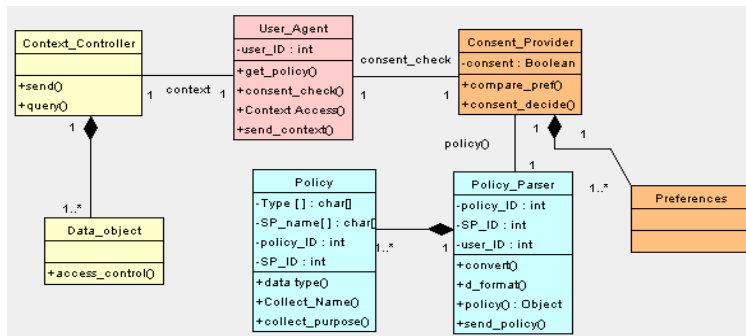 Context_Controller
+send()
+query()
User_Agent
-user_ID : int
+get_policy()
+consent_check()
+Context Access()
+send_context()
Consent_Provider
-consent : Boolean
+compare_pref()
+consent_decide()
consent_check
context
1
1
1
1
1
1
1
policy()
1
1..*
1..*
1..*
1
Data_object
+access_control()
Policy
-Type [] : char[]
-SP_name[] : char[
-policy_ID : int
-SP_ID : int
+data type()
+Collect_Name()
+collect_purpose()
Policy_Parser
-policy_ID : int
-SP_ID : int
-user_ID : int
+convert()
+d_format()
+policy() : Object
+send_policy()
Preferences